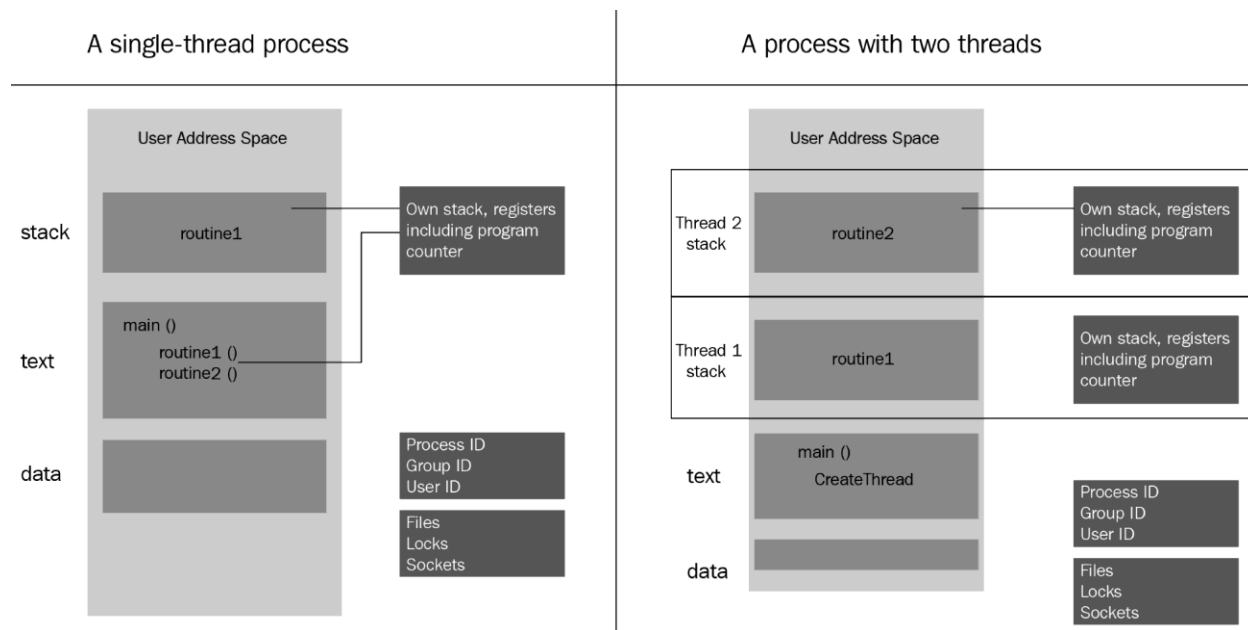 A single-thread process
User Address Space
stack
routine1
Own stack, registers
including program
counter
text
main ()
routine1 ()
routine2 ()
data
Process ID
Group ID
User ID
Files
Locks
Sockets
A process with two threads
User Address Space
Thread 2
stack
routine2
Own stack, registers
including program
counter
Thread 1
stack
routine1
Own stack, registers
including program
counter
text
main ()
CreateThread
data
Process ID
Group ID
User ID
Files
Locks
Sockets